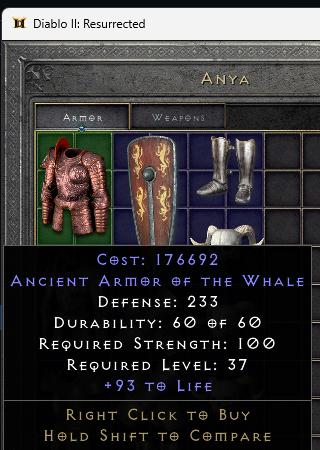 Diablo II: Resurrected
Anya
Armor
Weapons
Cost: 176692
Ancient Armor of the Whale
Defense: 233
Durability: 60 of 60
Required Strength: 100
Required Level: 37
+93 to Life
Right Click to Buy
Hold Shift to Compare